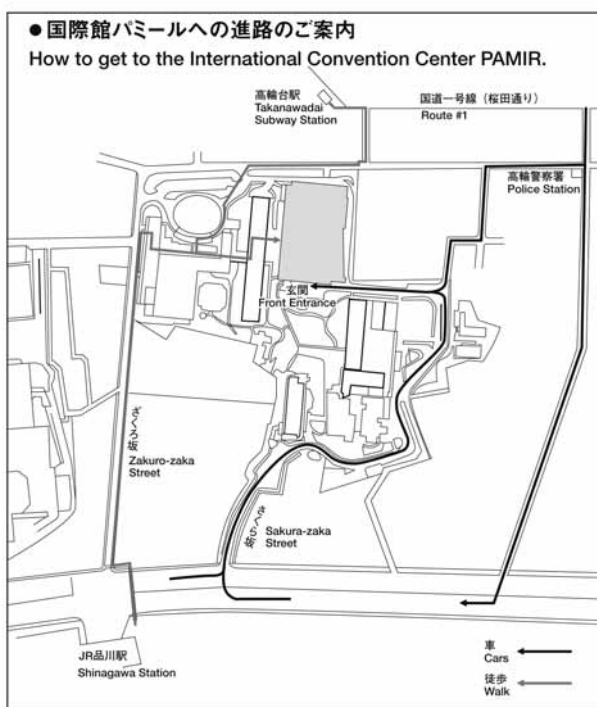 ●国際館パミールへの進路のご案内
How to get to the International Convention Center PAMIR.
高輪台駅
Takanawadai
Subway Station
国道一号線（桜田通り）
Route #1
高輪警察署
Police Station
玄関
Front Entrance
ざくろ坂
Zakuro-zaka
Street
さくら坂
Sakura-zaka
Street
JR品川駅
Shinagawa Station
車
Cars
徒歩
Walk